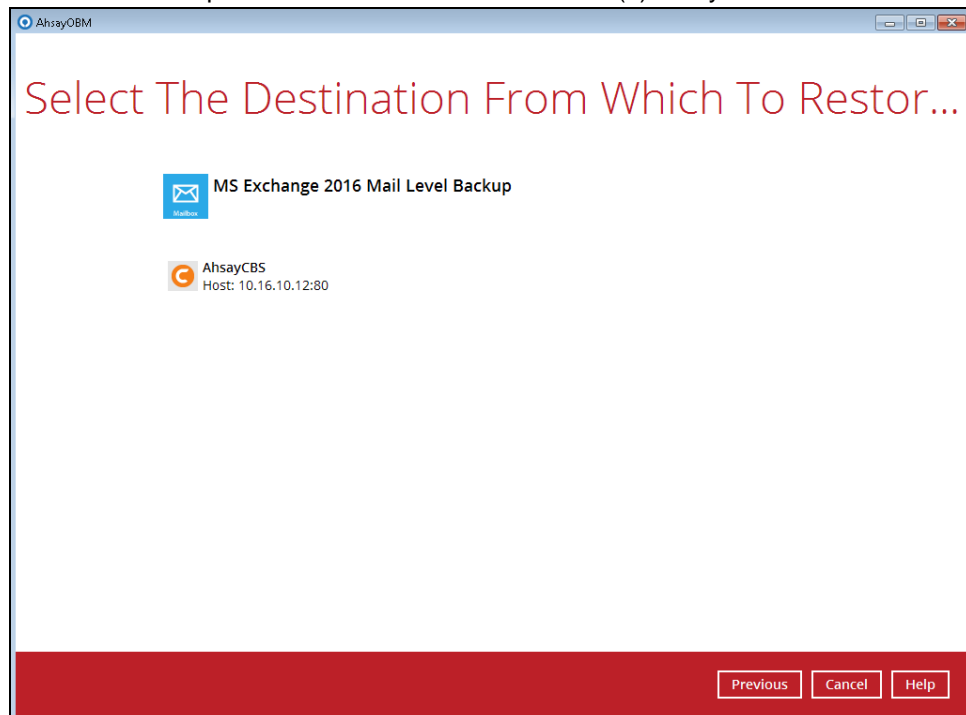 AhsayOBM
Select The Destination From Which To Restor...
MS Exchange 2016 Mail Level Backup
Mailbox
AhsayCBS
Host: 10.16.10.12:80
Previous Cancel Help